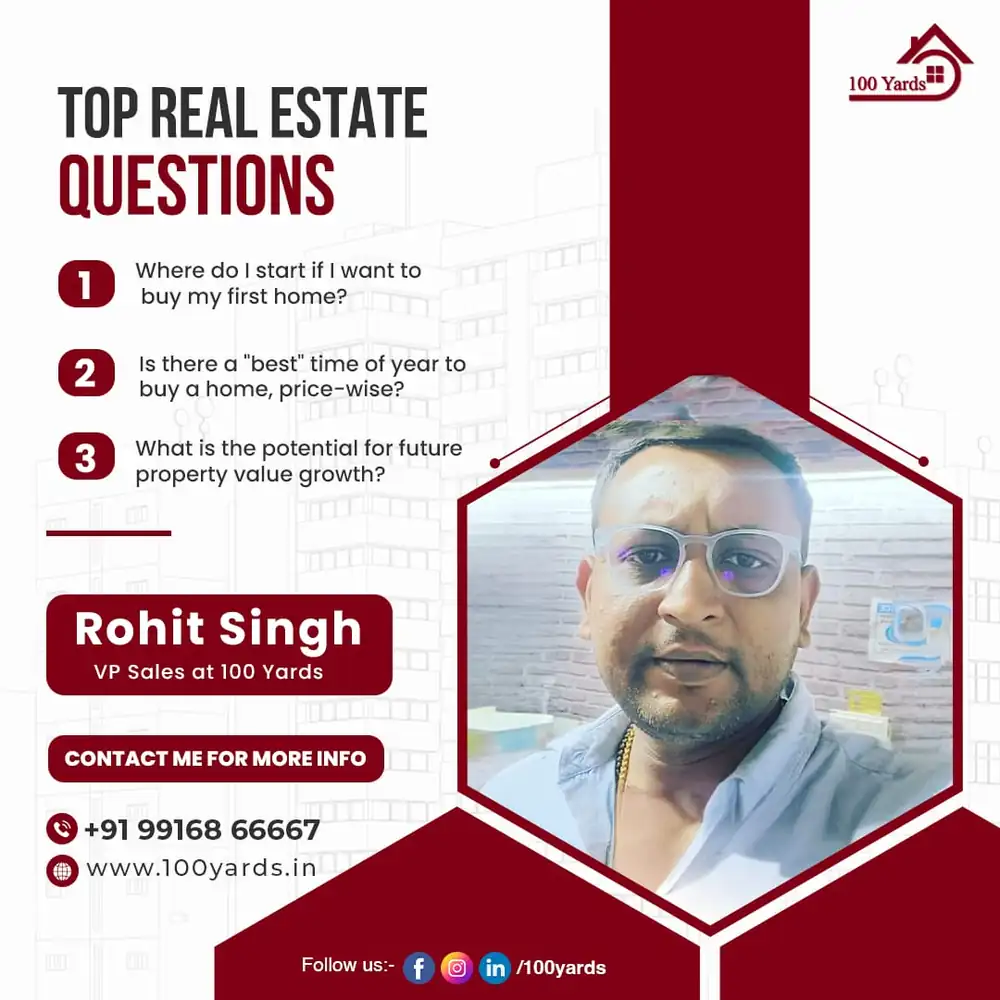 100 Yards
TOP REAL ESTATE
QUESTIONS
1
Where do I start if I want to
buy my first home?
2
Is there a "best" time of year to
buy a home, price-wise?
3
What is the potential for future
property value growth?
Rohit Singh
VP Sales at 100 Yards
CONTACT ME FOR MORE INFO
+91 99168 66667
www.100yards.in
Follow us:- f in /100yards